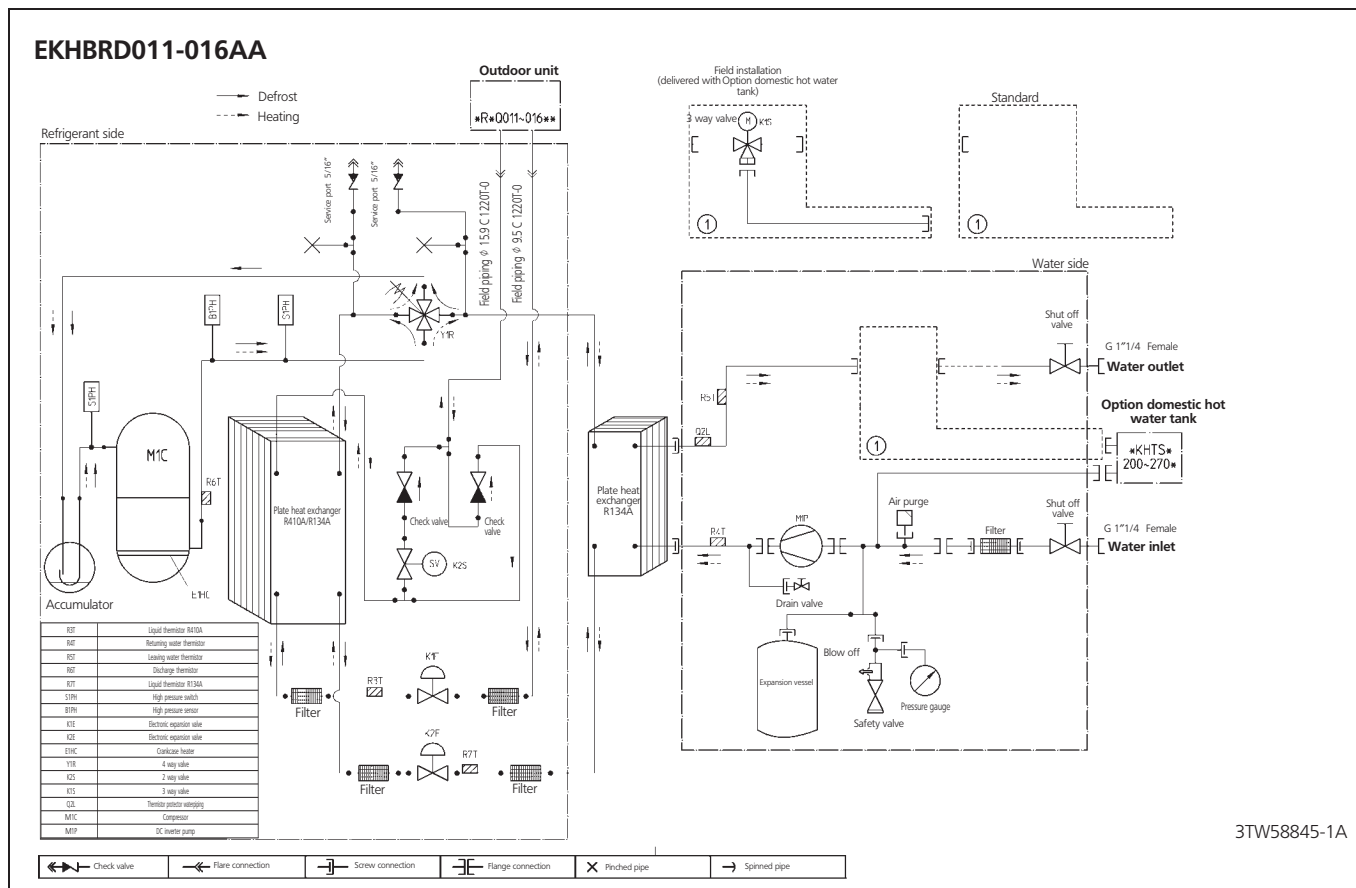 EKHBRD011-016AA
Defrost
Heating
Outdoor unit
*R*Q011~016**
Field installation
(delivered with Option domestic hot water
tank)
3 way valve
M
K1S
1
Standard
1
Refrigerant side
Service port 5/16"
Service port 5/16"
Field piping φ 15.9 C 1220T-0
Field piping φ 9.5 C 1220T-0
B1PH
S1PH
Y1R
S1PH
M1C
R6T
E1HC
Accumulator
Plate heat exchanger
R410A/R134A
Check valve
Check
valve
SV
K2S
Filter
R3T
Filter
Filter
R7T
Filter
Plate heat
exchanger
R134A
Water side
Shut off
valve
G 1"1/4 Female
Water outlet
R5T
Q2L
1
Option domestic hot
water tank
*KHTS*
200~270*
R4T
M1P
Air purge
Filter
Shut off
valve
G 1"1/4 Female
Water inlet
Drain valve
Expansion vessel
Blow off
Safety valve
Pressure gauge
R3T Liquid thermistor R410A
R4T Returning water thermistor
R5T Leaving water thermistor
R6T Discharge thermistor
R7T Liquid thermistor R134A
S1PH High pressure switch
B1PH High pressure sensor
K1E Electronic expansion valve
K2E Electronic expansion valve
E1HC Crankcase heater
Y1R 4 way valve
K2S 2 way valve
K1S 3 way valve
Q2L Thermistor protector waterpiping
M1C Compressor
M1P DC inverter pump
3TW58845-1A
Check valve
Flare connection
Screw connection
Flange connection
Pinched pipe
Spinned pipe